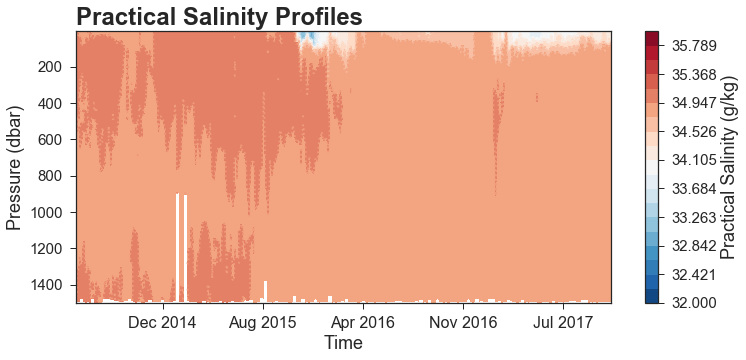 Practical Salinity Profiles
Pressure (dbar)
200
400
600
800
1000
1200
1400
Dec 2014
Aug 2015
Apr 2016
Nov 2016
Jul 2017
Time
35.789
35.368
34.947
34.526
34.105
33.684
33.263
32.842
32.421
32.000
Practical Salinity (g/kg)